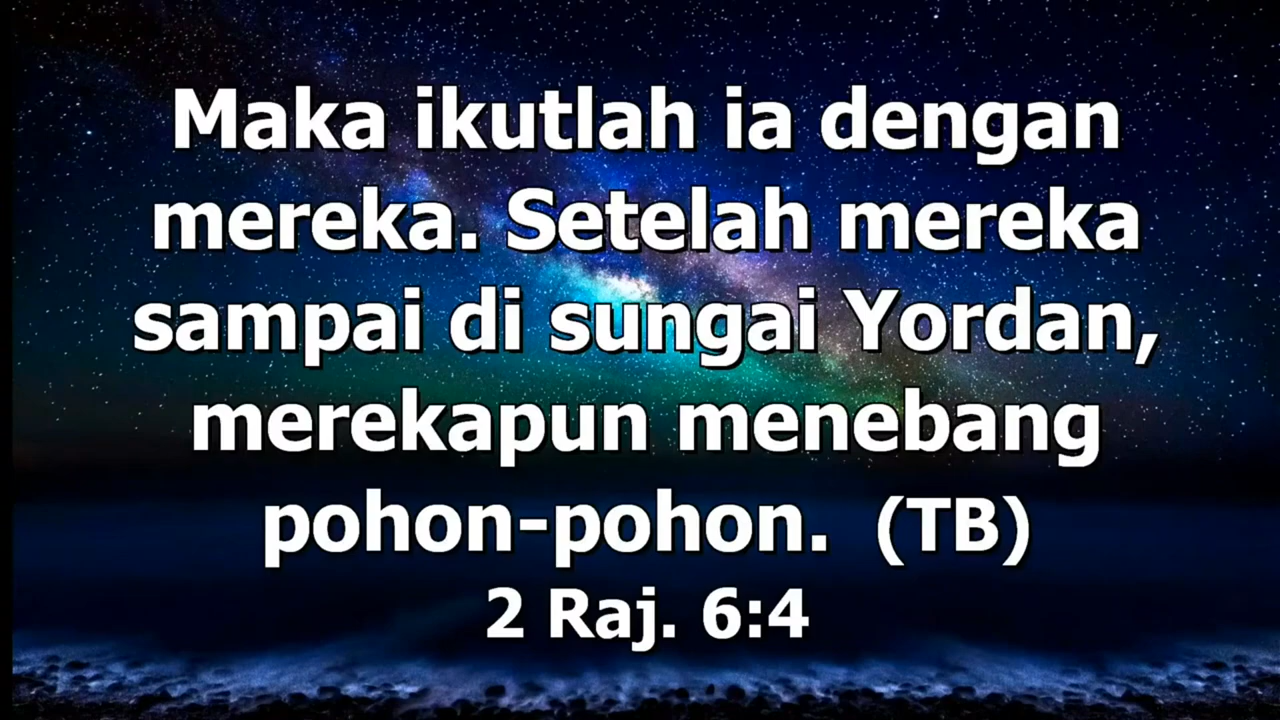 Maka ikutlah ia dengan
mereka. Setelah mereka
sampai di sungai Yordan,
merekapun menebang
pohon-pohon. (TB)
2 Raj. 6:4